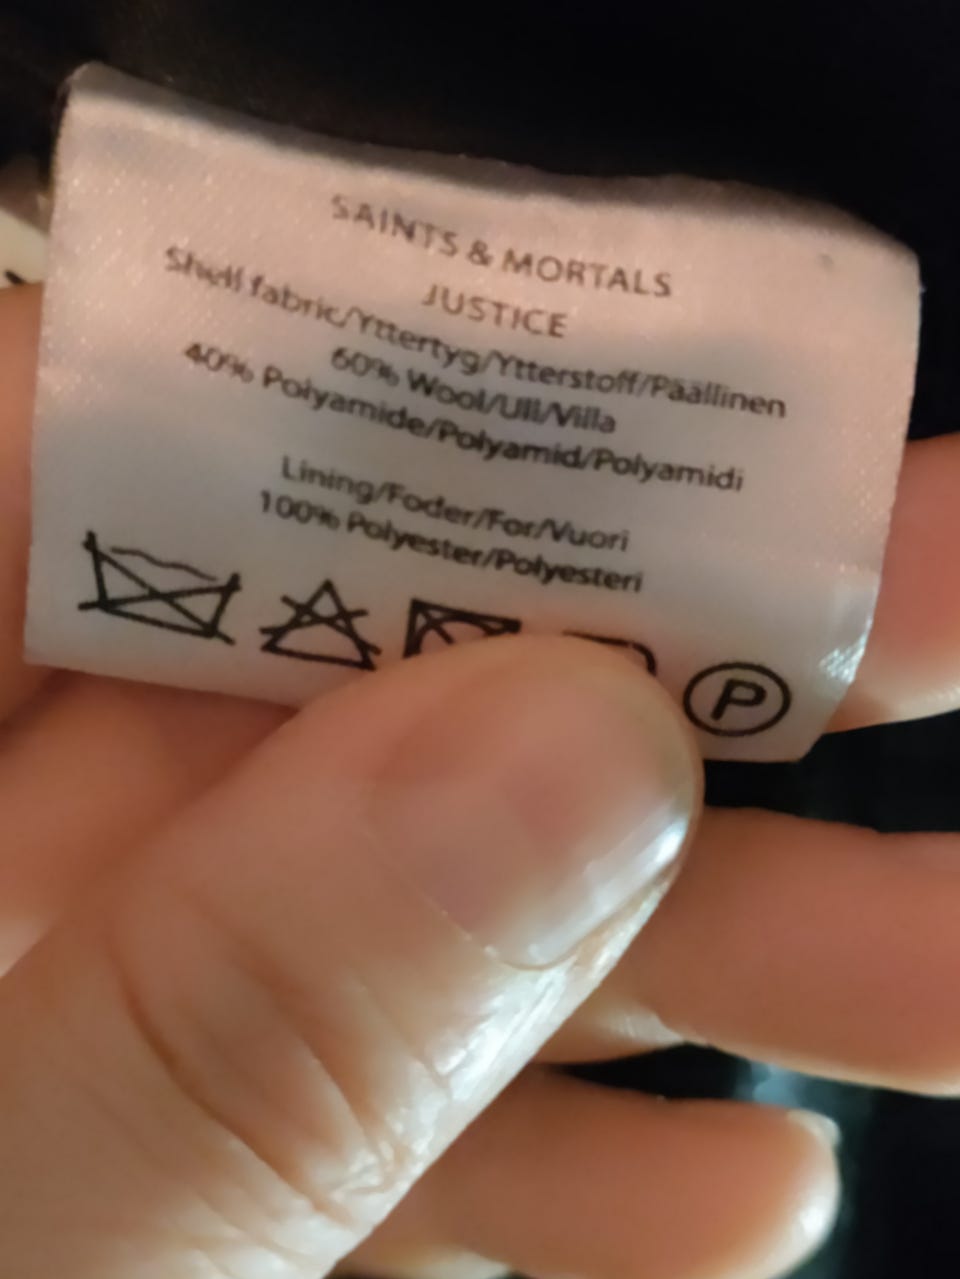 SAINTS & MORTALS
JUSTICE
Shell fabric/Yttertyg/Ytterstoff/Päällinen
60% Wool/Ull/Villa
40% Polyamide/Polyamid/Polyamidi
Lining/Foder/For/Vuori
100% Polyester/Polyesteri
P